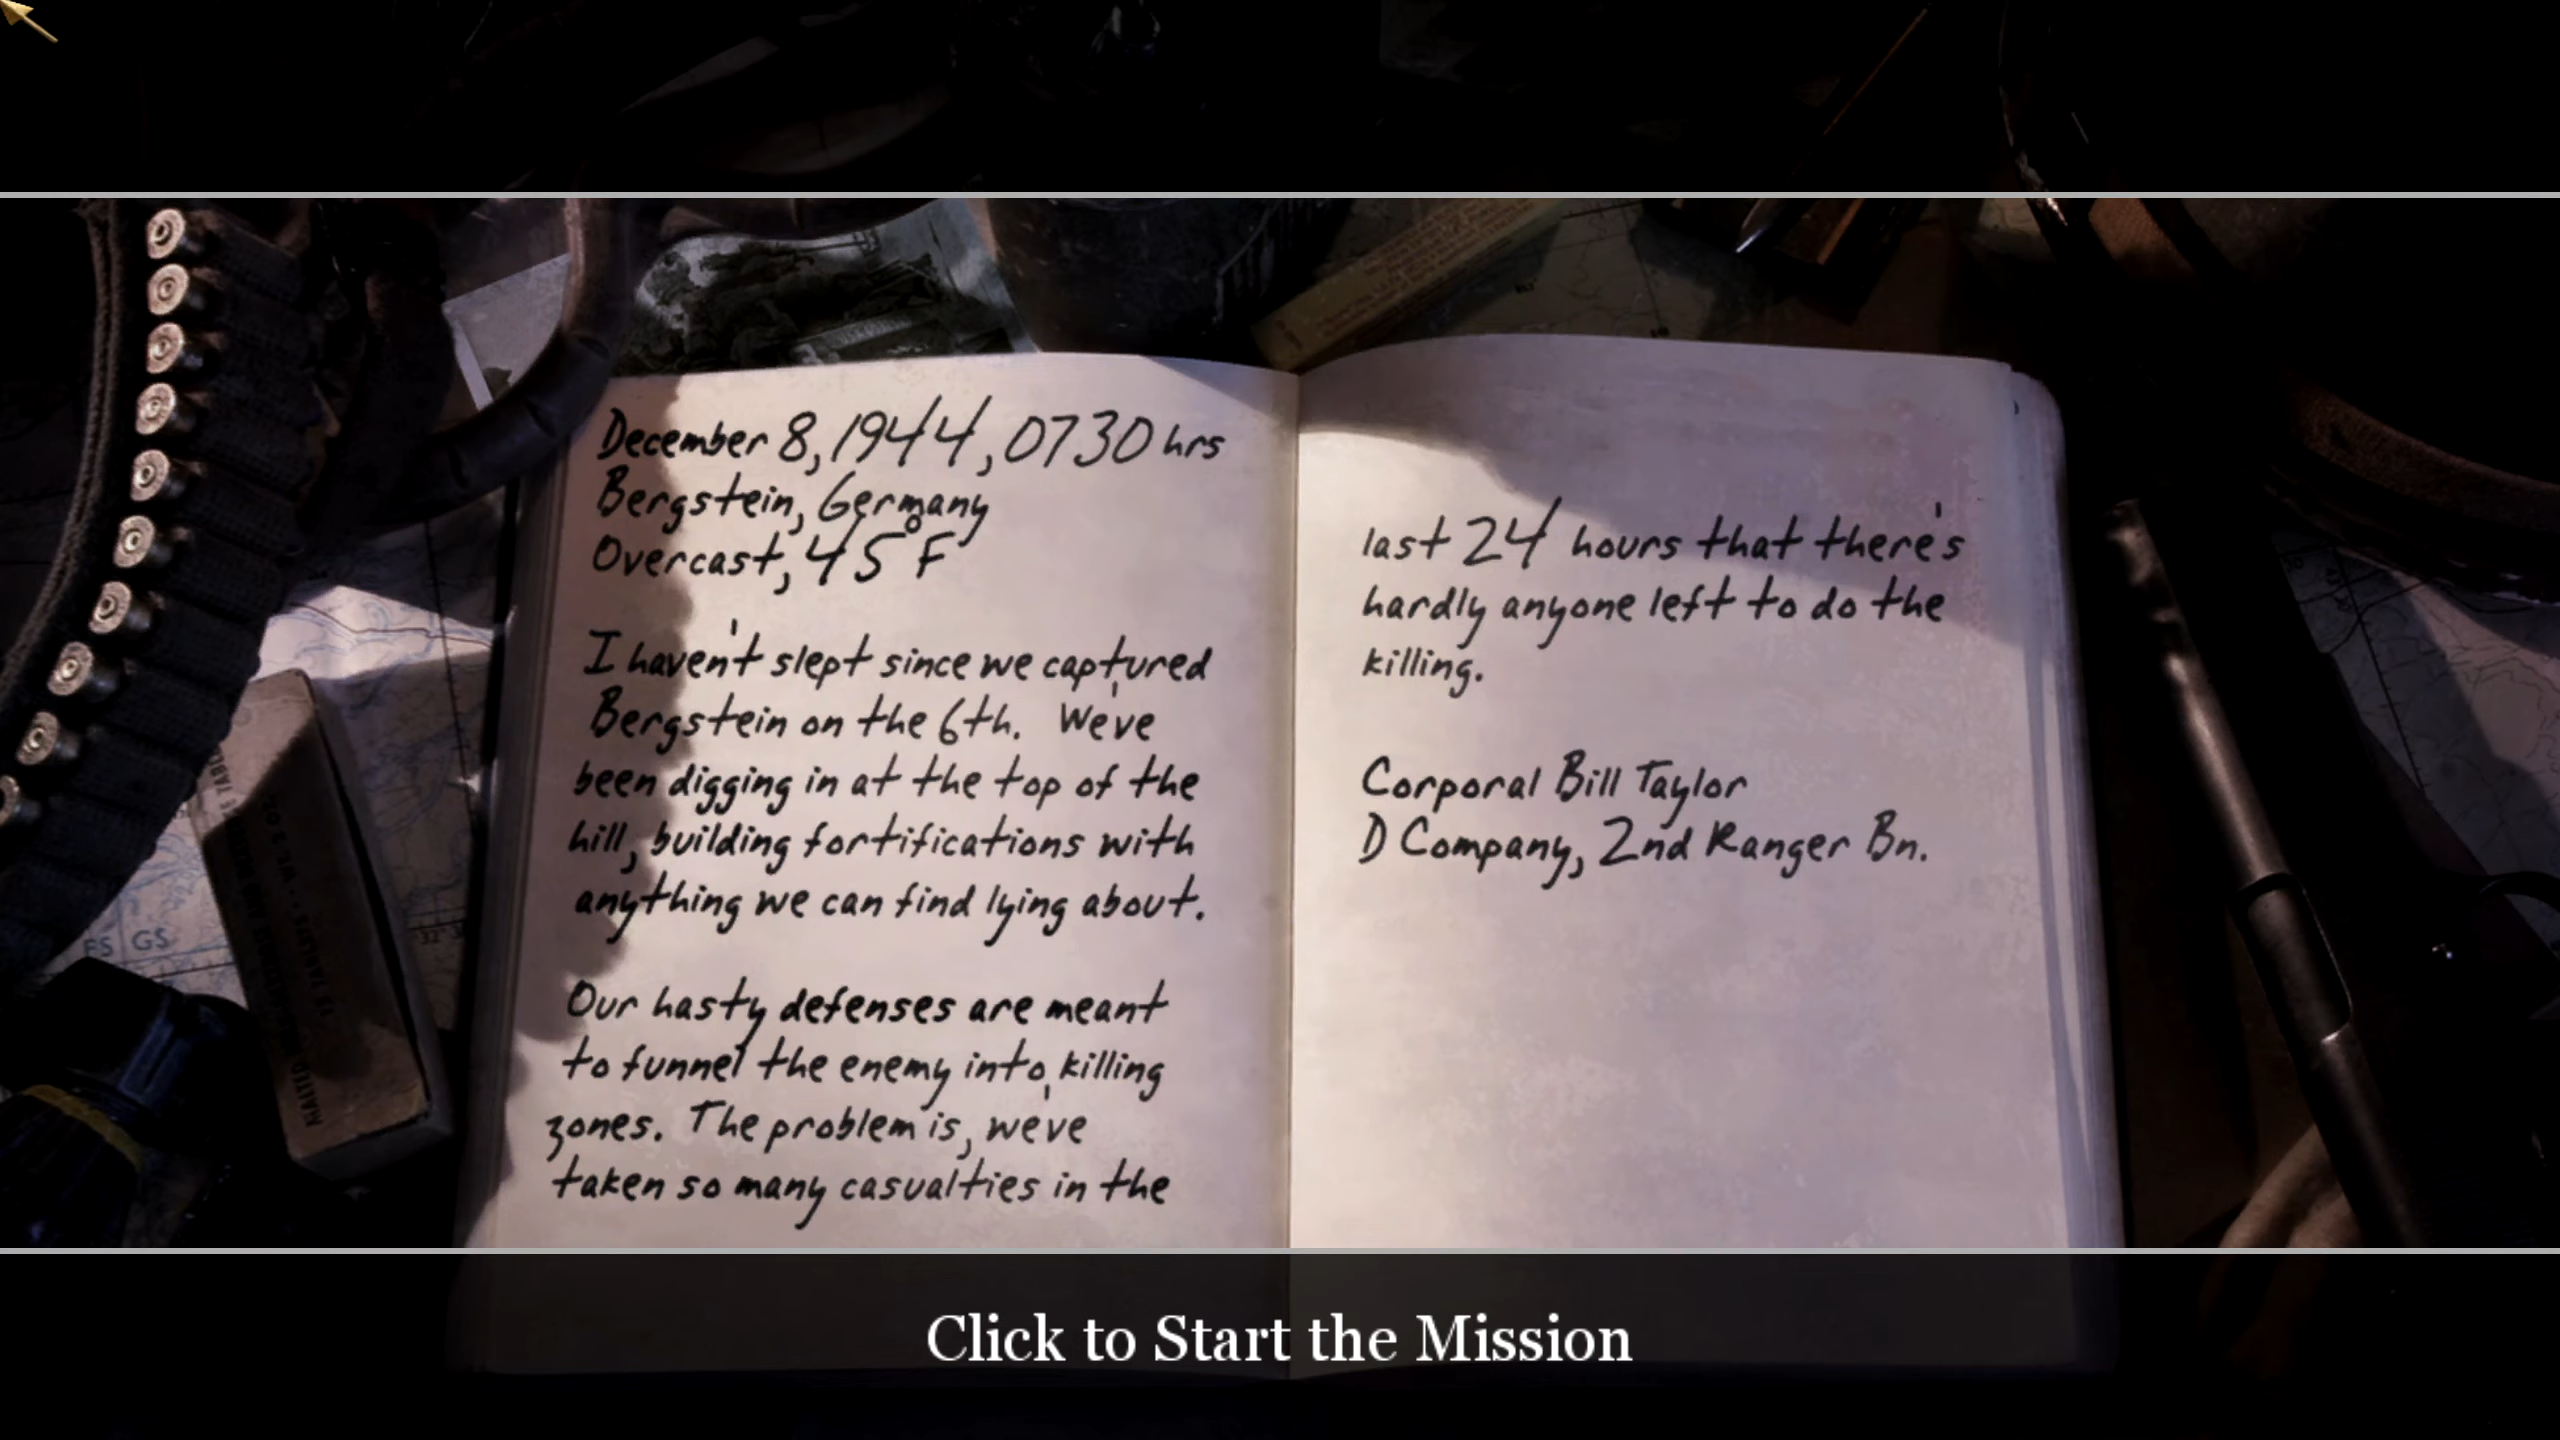 December 8, 1944, 0730 hrs
Bergstein, Germany
Overcast, 45°F
I haven't slept since we captured
Bergstein on the 6th. We've
been digging in at the top of the
hill, building fortifications with
anything we can find lying about.
Our hasty defenses are meant
to funnel the enemy into killing
zones. The problem is, we've
taken so many casualties in the
last 24 hours that there's
hardly anyone left to do the
killing.
Corporal Bill Taylor
D Company, 2nd Ranger Bn.
FS GS
Click to Start the Mission